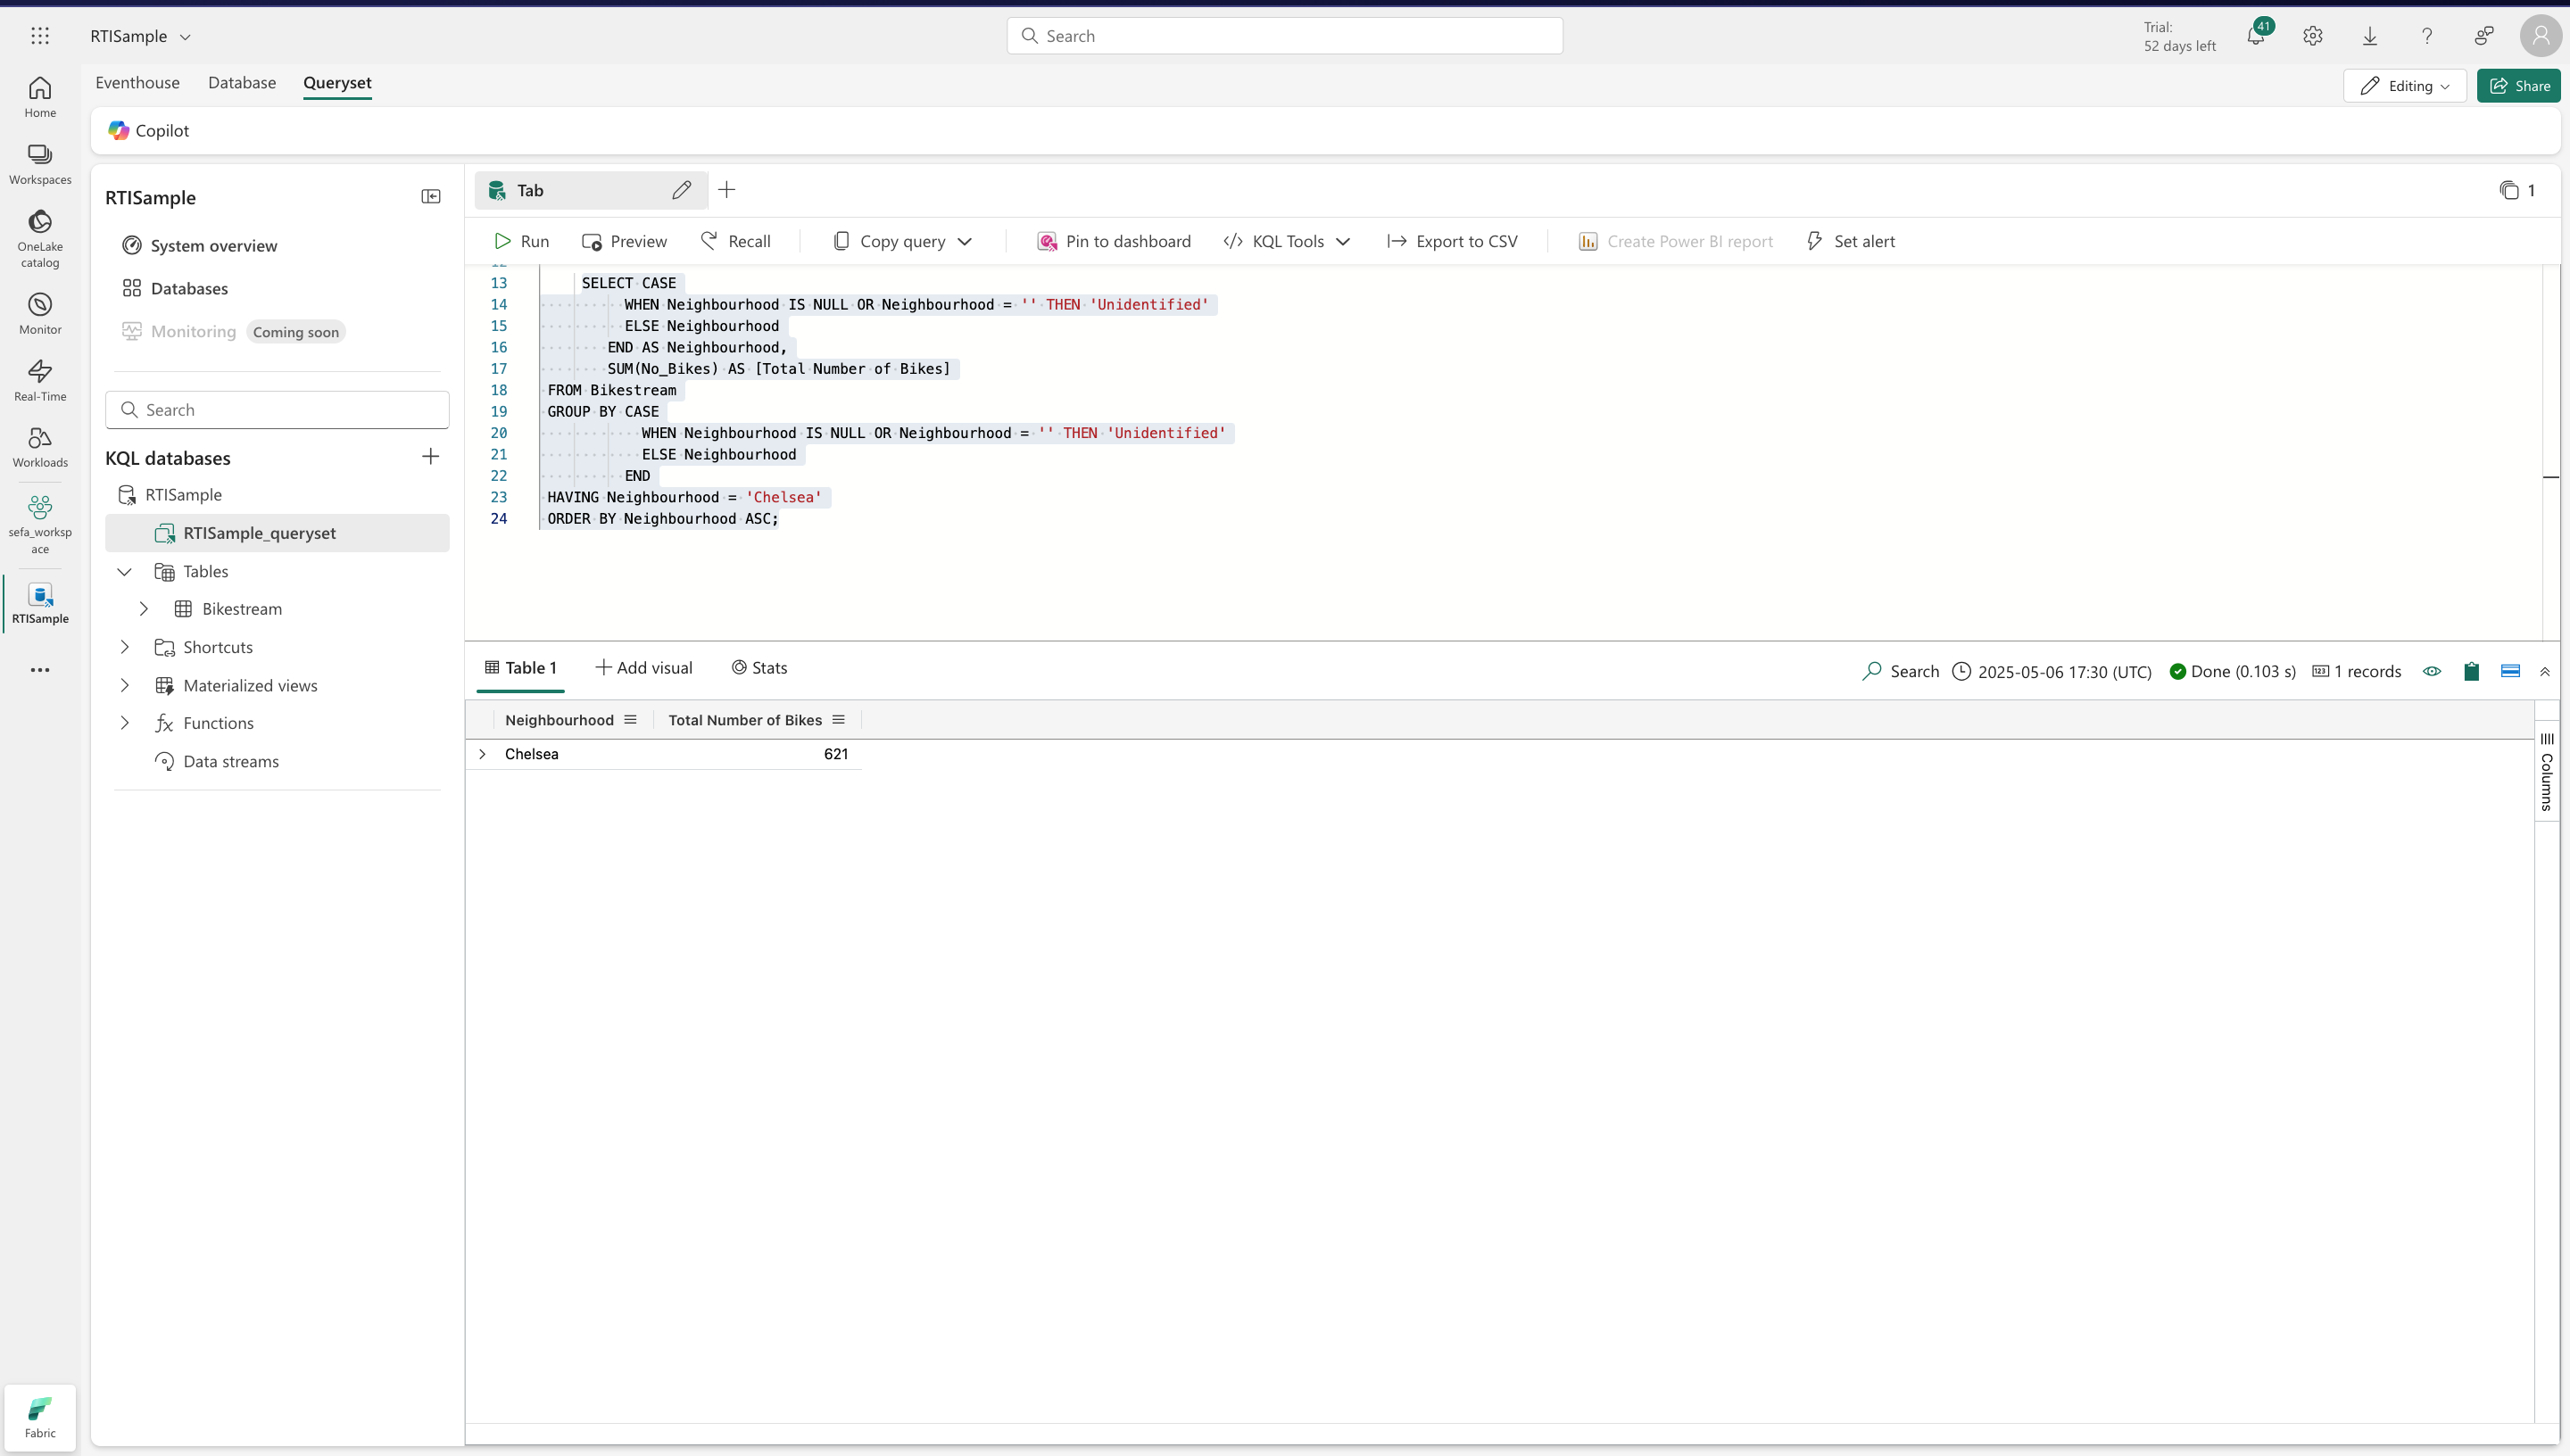 RTISample
Search
Trial:
52 days left
41
Home
Workspaces
OneLake
catalog
Monitor
Real-Time
Workloads
sefa_worksp
ace
RTISample
Fabric
Eventhouse Database Queryset
Editing
Share
Copilot
RTISample
System overview
Databases
Monitoring Coming soon
Search
KQL databases
RTISample
RTISample_queryset
Tables
Bikestream
Shortcuts
Materialized views
Functions
Data streams
Tab
1
Run Preview Recall Copy query Pin to dashboard KQL Tools Export to CSV Create Power BI report Set alert
12
13 SELECT CASE
14 WHEN Neighbourhood IS NULL OR Neighbourhood = '' THEN 'Unidentified'
15 ELSE Neighbourhood
16 END AS Neighbourhood,
17 SUM(No_Bikes) AS [Total Number of Bikes]
18 FROM Bikestream
19 GROUP BY CASE
20 WHEN Neighbourhood IS NULL OR Neighbourhood = '' THEN 'Unidentified'
21 ELSE Neighbourhood
22 END
23 HAVING Neighbourhood = 'Chelsea'
24 ORDER BY Neighbourhood ASC;
Table 1 Add visual Stats
Search 2025-05-06 17:30 (UTC) Done (0.103 s) 1 records
Neighbourhood Total Number of Bikes
Chelsea 621
Columns